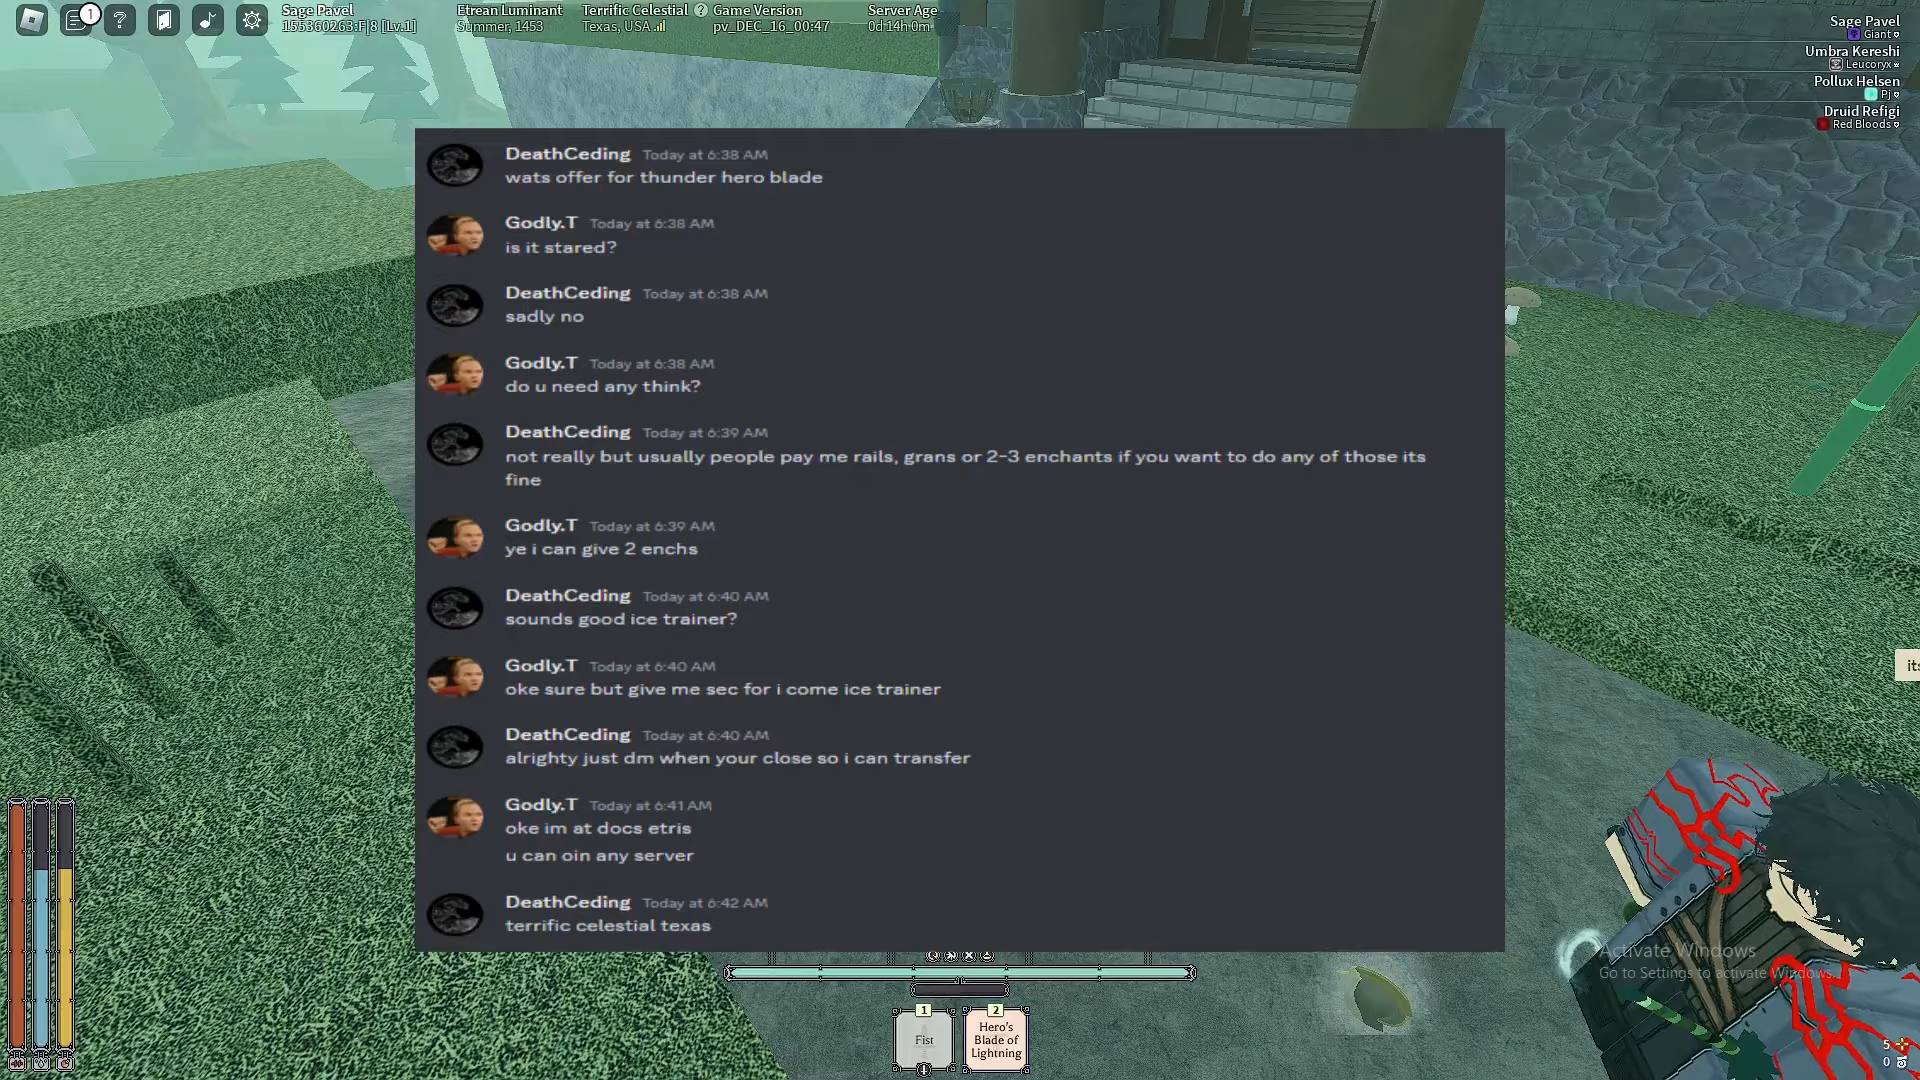 1
Sage Pavel
155360263:F|8 [Lv.1]
Etrean Luminant
Summer, 1453
Terrific Celestial
Texas, USA
Game Version
pv_DEC_16_00:47
Server Age
0d 14h 0m
Sage Pavel
Giant
Umbra Kereshi
Leucoryx
Pollux Helsen
Pj
Druid Refigi
Red Bloods
DeathCeding Today at 6:38 AM
wats offer for thunder hero blade
Godly.T Today at 6:38 AM
is it stared?
DeathCeding Today at 6:38 AM
sadly no
Godly.T Today at 6:38 AM
do u need any think?
DeathCeding Today at 6:39 AM
not really but usually people pay me rails, grans or 2-3 enchants if you want to do any of those its
fine
Godly.T Today at 6:39 AM
ye i can give 2 enchs
DeathCeding Today at 6:40 AM
sounds good ice trainer?
Godly.T Today at 6:40 AM
oke sure but give me sec for i come ice trainer
DeathCeding Today at 6:40 AM
alrighty just dm when your close so i can transfer
Godly.T Today at 6:41 AM
oke im at docs etris
u can oin any server
DeathCeding Today at 6:42 AM
terrific celestial texas
its
Activate Windows
Go to Settings to activate Windows.
1
Fist
2
Hero's
Blade of
Lightning
5
0